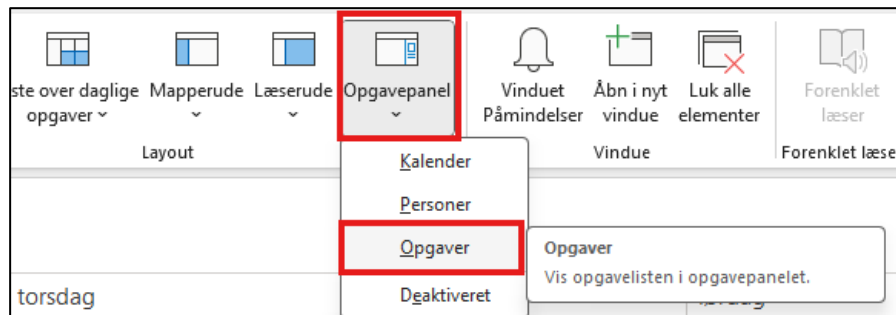 ste over daglige Mapperude Læserude Opgavepanel Vinduet Åbn i nyt Luk alle Forenklet
opgaver Påmindelser vindue elementer læser
Layout Vindue Forenklet læse
Kalender
Personer
Opgaver
Opgaver
Vis opgavelisten i opgavepanelet.
torsdag
Deaktiveret